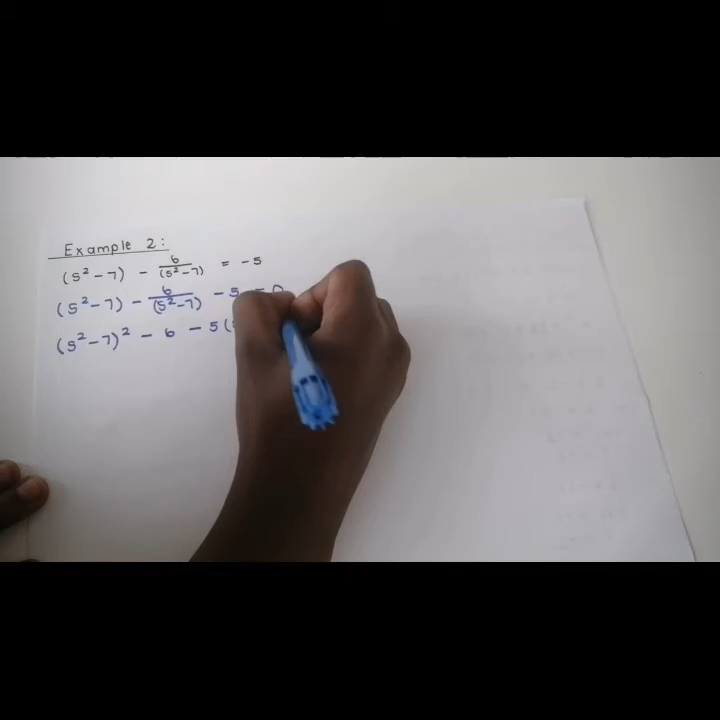 Example 2:
(s² - 7) - 6/(s² - 7) = -5
(s² - 7) - 6/(s² - 7) - 5 = 0
(s² - 7)² - 6 - 5(